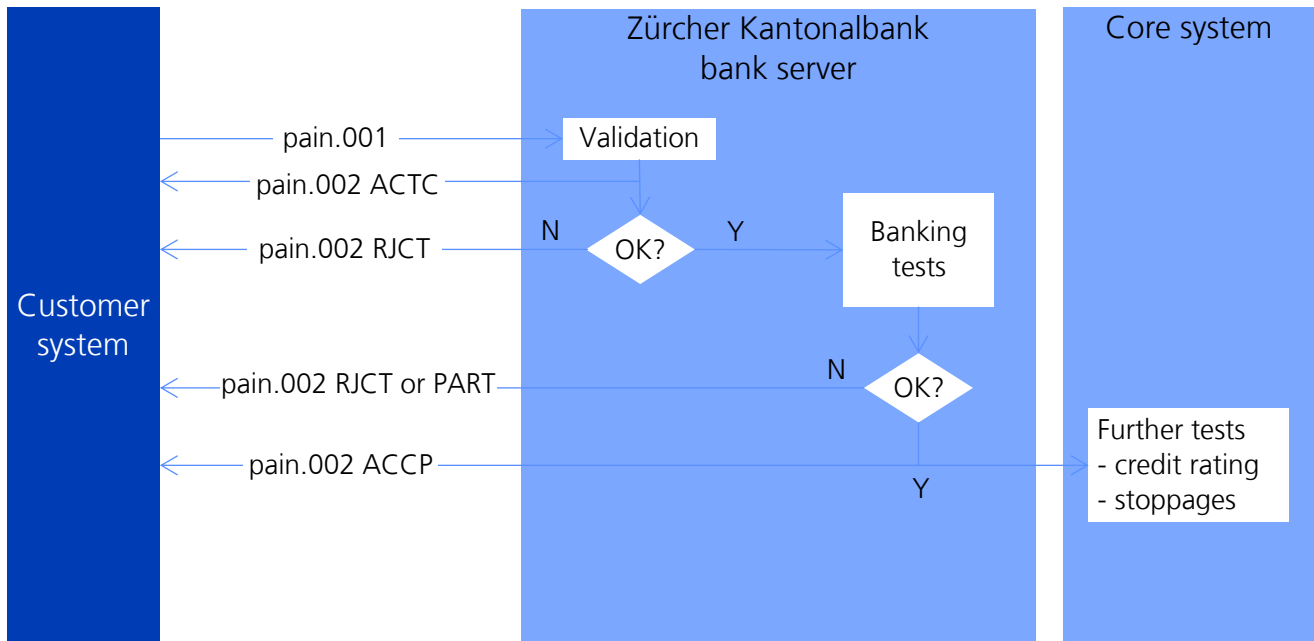 Zürcher Kantonalbank
bank server
Core system
pain.001
Validation
pain.002 ACTC
pain.002 RJCT
N
OK?
Y
Banking
tests
Customer
system
pain.002 RJCT or PART
N
OK?
pain.002 ACCP
Y
Further tests
- credit rating
- stoppages